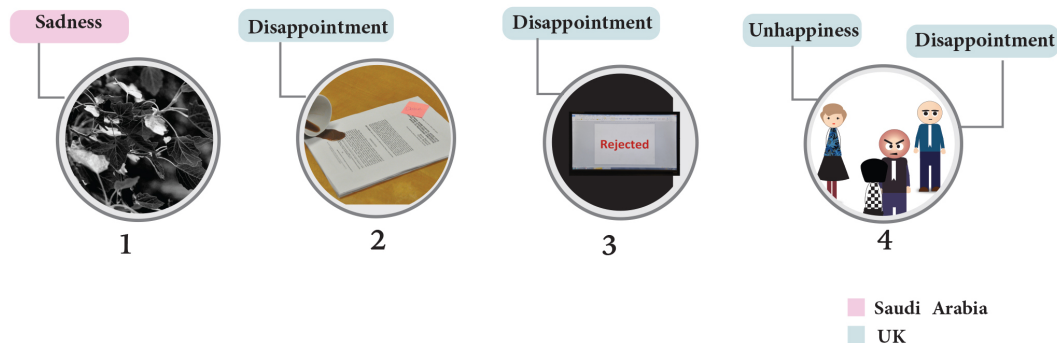 Sadness
Disappointment
Disappointment
Unhappiness
Disappointment
Rejected
1
2
3
4
Saudi Arabia
UK